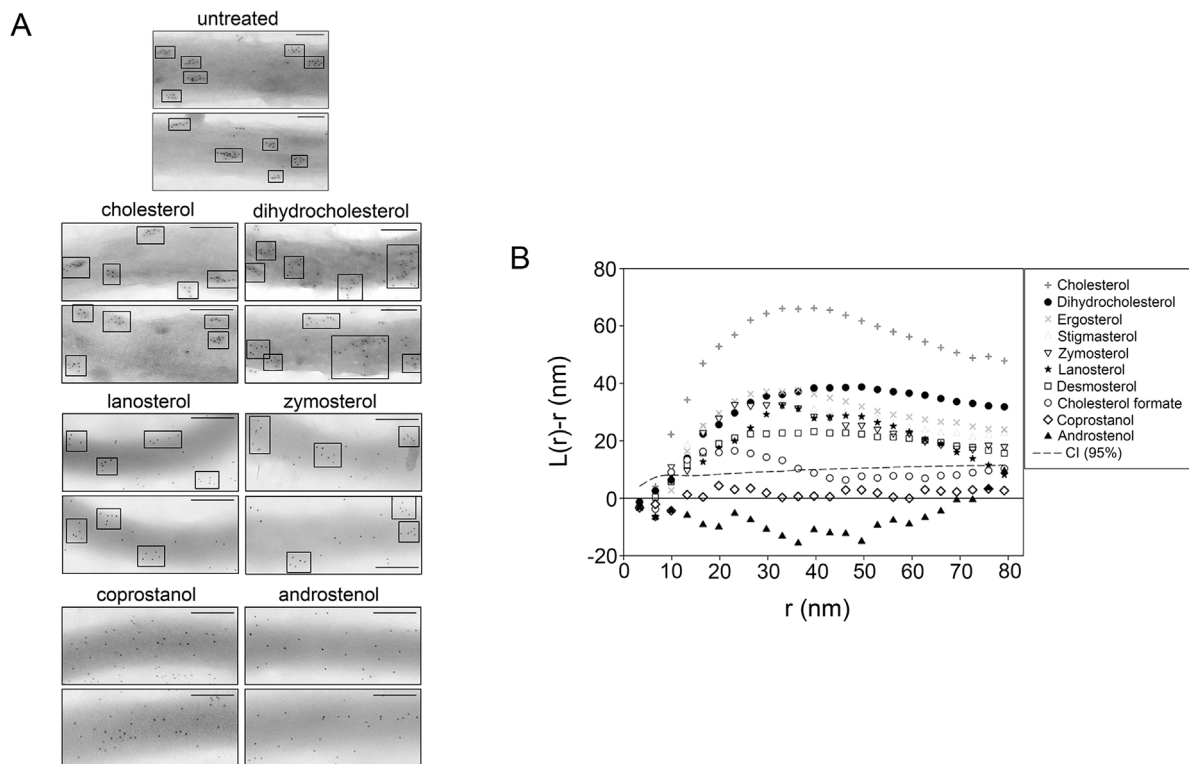 A
untreated
cholesterol dihydrocholesterol
lanosterol zymosterol
coprostanol androstenol
B
80
60
40
20
0
-20
L(r)-r (nm)
0 10 20 30 40 50 60 70 80
r (nm)
Cholesterol
Dihydrocholesterol
Ergosterol
Stigmasterol
Zymosterol
Lanosterol
Desmosterol
Cholesterol formate
Coprostanol
Androstenol
CI (95%)